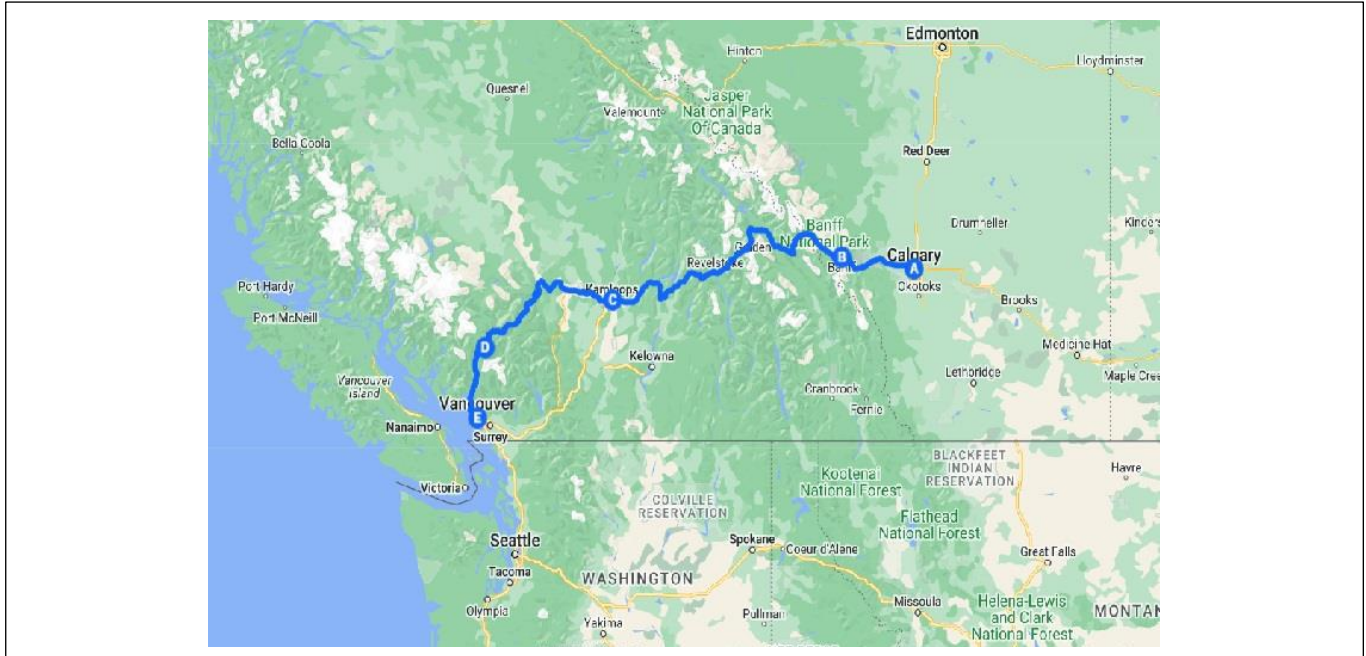 Edmonton
Hinton
Lloydminster
Quesnel
Jasper
National Park
Of Canada
Valemount
Bella Coola
Red Deer
Drumheller
Kinders
Banff
National Park
Golden
Calgary
A
B
Banff
Revelstoke
Okotoks
Port Hardy
Kamloops
C
Brooks
Port McNeill
Medicine Hat
D
Kelowna
Lethbridge
Maple Cree
Vancouver
Island
Cranbrook
Fernie
Vancouver
E
Nanaimo
Surrey
BLACKFEET
INDIAN
RESERVATION
Havre
Victoria
Kootenai
National Forest
COLVILLE
RESERVATION
Flathead
National Forest
Seattle
Spokane
Coeur d'Alene
Great Falls
Tacoma
WASHINGTON
Olympia
Missoula
Helena-Lewis
and Clark
National Forest
MONTAN
Pullman
Yakima